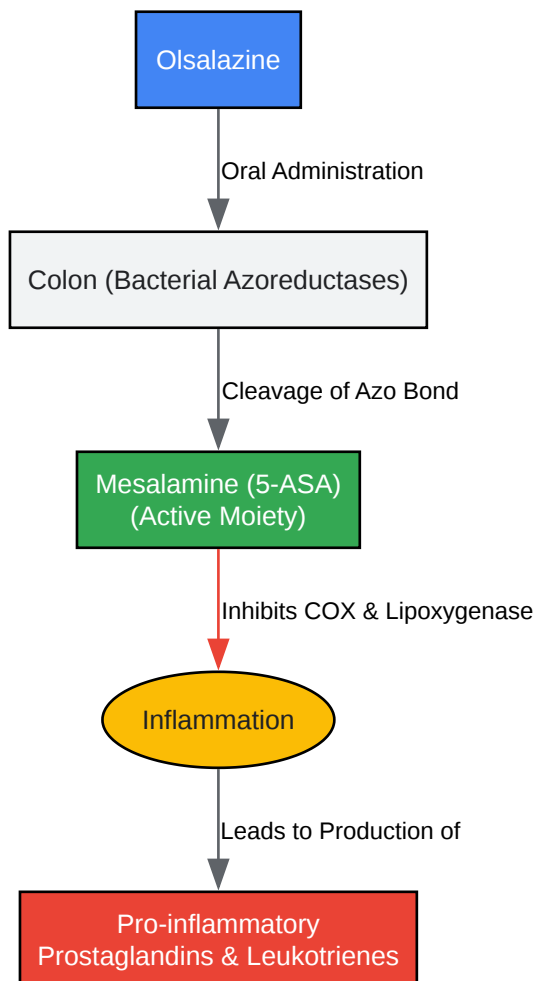 Olsalazine
Oral Administration
Colon (Bacterial Azoreductases)
Cleavage of Azo Bond
Mesalamine (5-ASA)
(Active Moiety)
Inhibits COX & Lipoxygenase
Inflammation
Leads to Production of
Pro-inflammatory
Prostaglandins & Leukotrienes